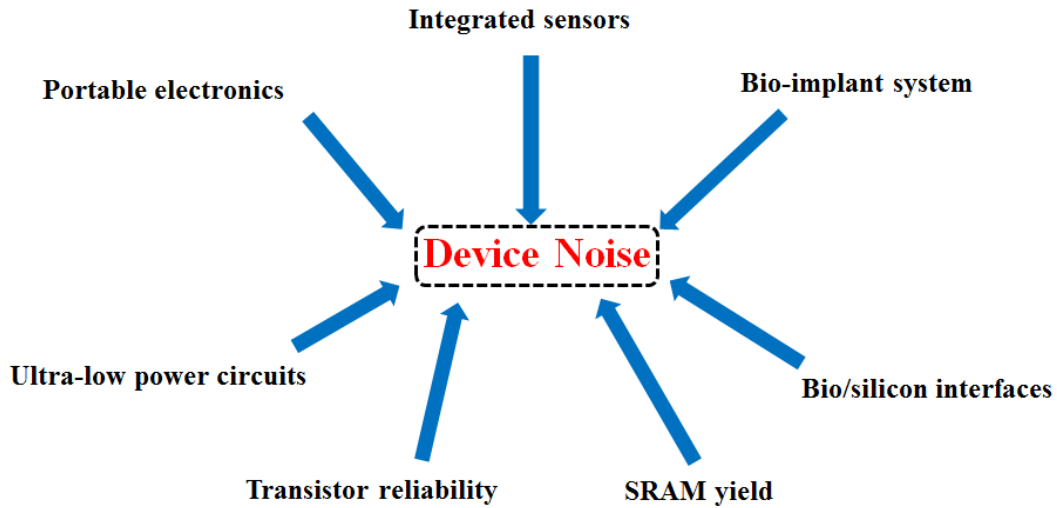 Integrated sensors
Portable electronics
Bio-implant system
Device Noise
Ultra-low power circuits
Bio/silicon interfaces
Transistor reliability
SRAM yield